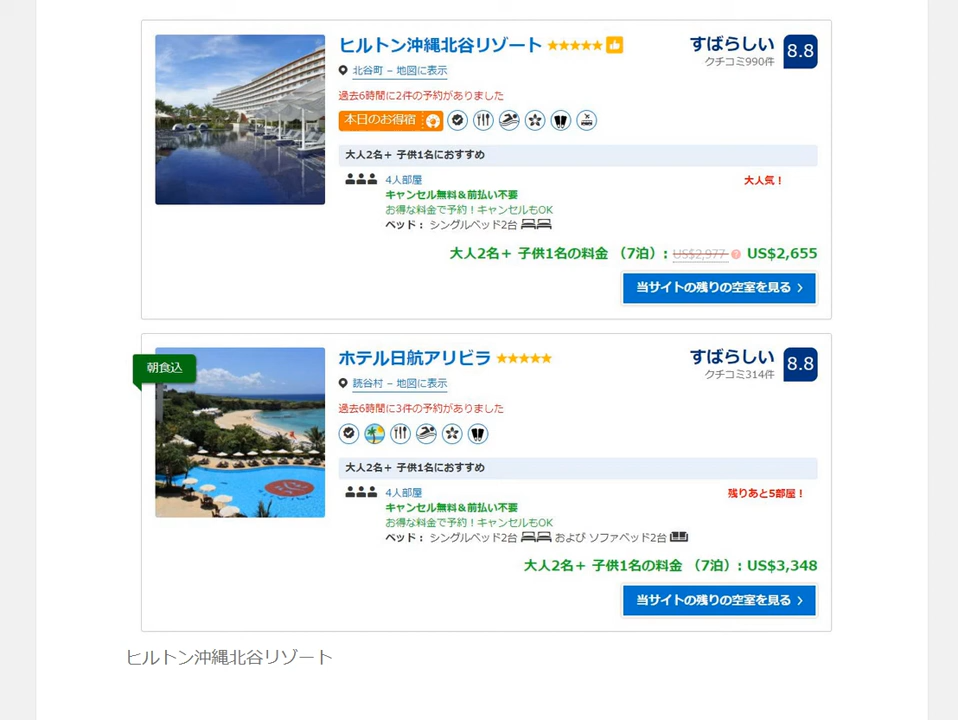 ヒルトン沖縄北谷リゾート
すばらしい 8.8
クチコミ990件
北谷町 – 地図に表示
過去6時間に2件の予約がありました
本日のお得宿
大人2名＋ 子供1名におすすめ
4人部屋 大人気！
キャンセル無料＆前払い不要
お得な料金で予約！キャンセルもOK
ベッド： シングルベッド2台
大人2名＋ 子供1名の料金 （7泊）: US$2,977 US$2,655
当サイトの残りの空室を見る
朝食込
ホテル日航アリビラ
すばらしい 8.8
クチコミ314件
読谷村 – 地図に表示
過去6時間に3件の予約がありました
大人2名＋ 子供1名におすすめ
4人部屋 残りあと5部屋！
キャンセル無料＆前払い不要
お得な料金で予約！キャンセルもOK
ベッド： シングルベッド2台 および ソファベッド2台
大人2名＋ 子供1名の料金 （7泊）: US$3,348
当サイトの残りの空室を見る
ヒルトン沖縄北谷リゾート